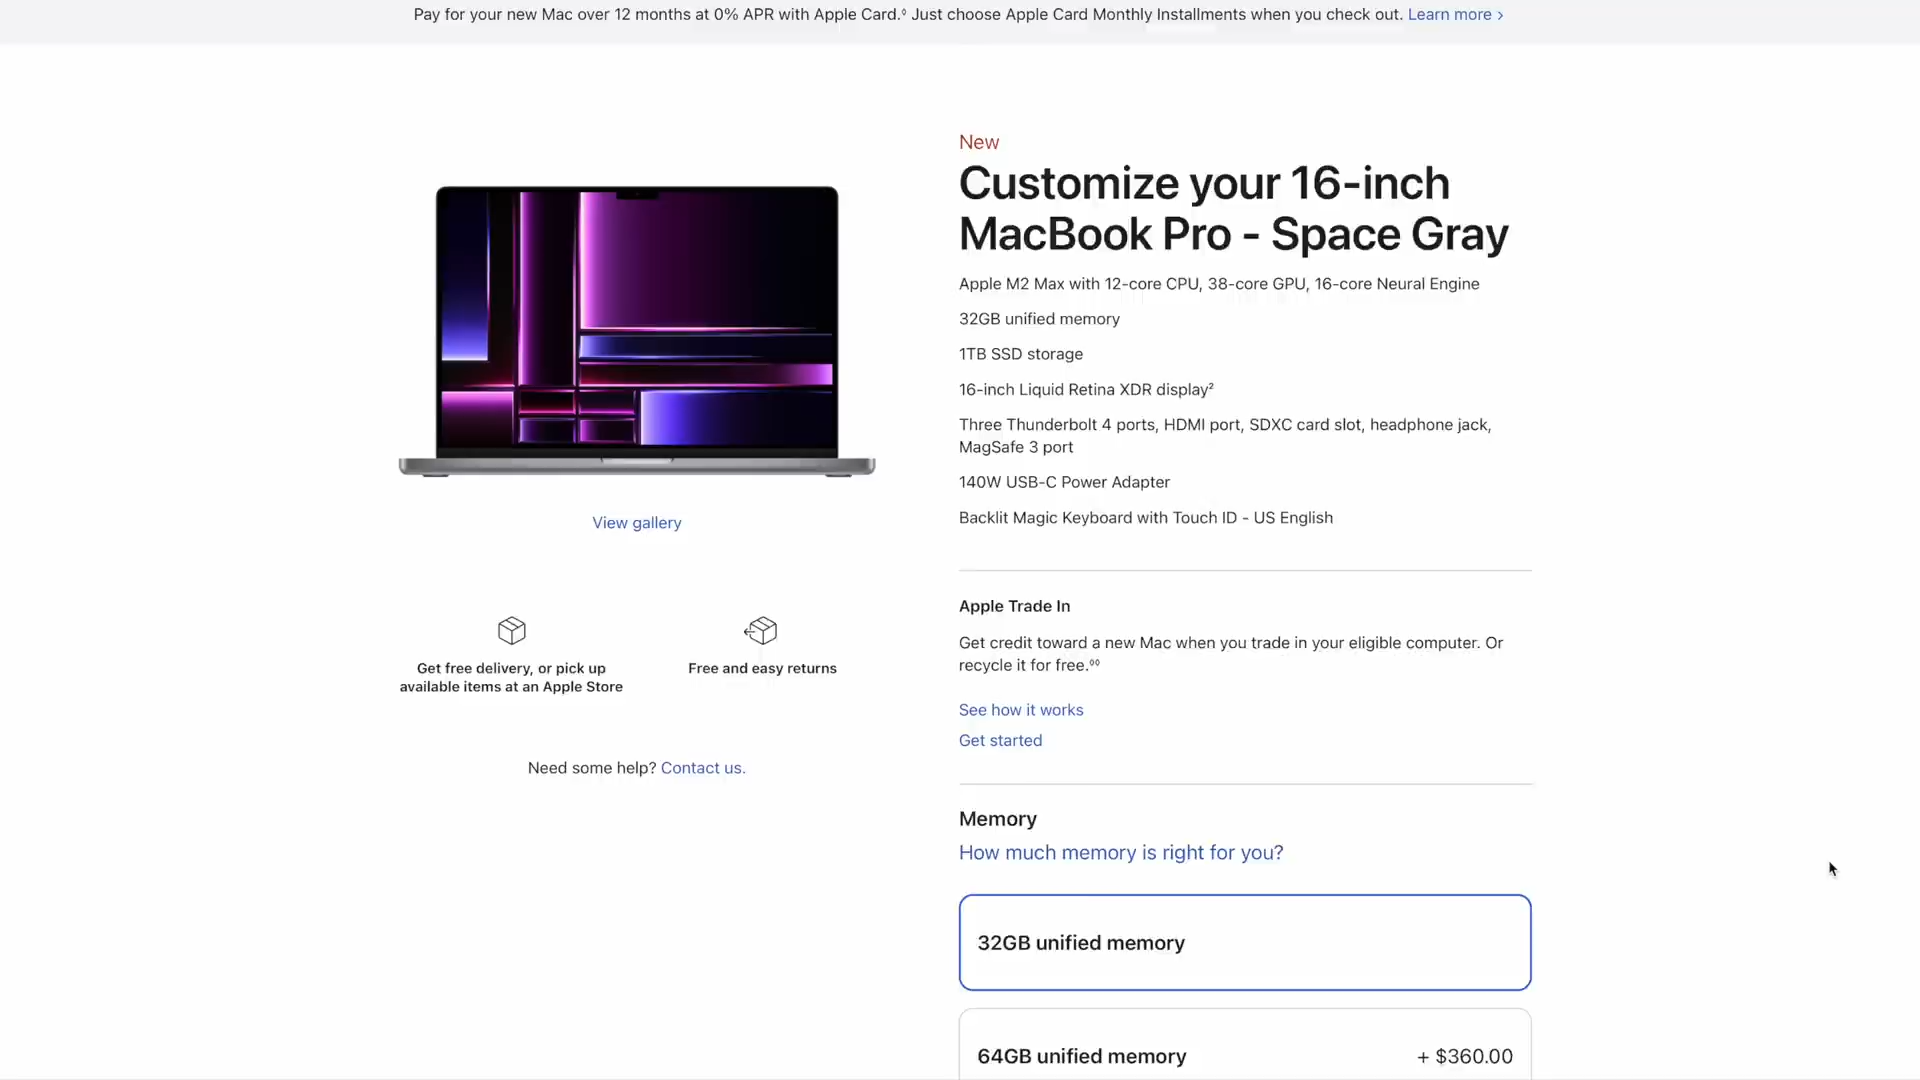 Pay for your new Mac over 12 months at 0% APR with Apple Card.◊ Just choose Apple Card Monthly Installments when you check out. Learn more >
New
Customize your 16-inch
MacBook Pro - Space Gray
Apple M2 Max with 12-core CPU, 38-core GPU, 16-core Neural Engine
32GB unified memory
1TB SSD storage
16-inch Liquid Retina XDR display²
Three Thunderbolt 4 ports, HDMI port, SDXC card slot, headphone jack,
MagSafe 3 port
140W USB-C Power Adapter
Backlit Magic Keyboard with Touch ID - US English
View gallery
Get free delivery, or pick up
available items at an Apple Store
Free and easy returns
Need some help? Contact us.
Apple Trade In
Get credit toward a new Mac when you trade in your eligible computer. Or
recycle it for free.◊◊
See how it works
Get started
Memory
How much memory is right for you?
32GB unified memory
64GB unified memory + $360.00